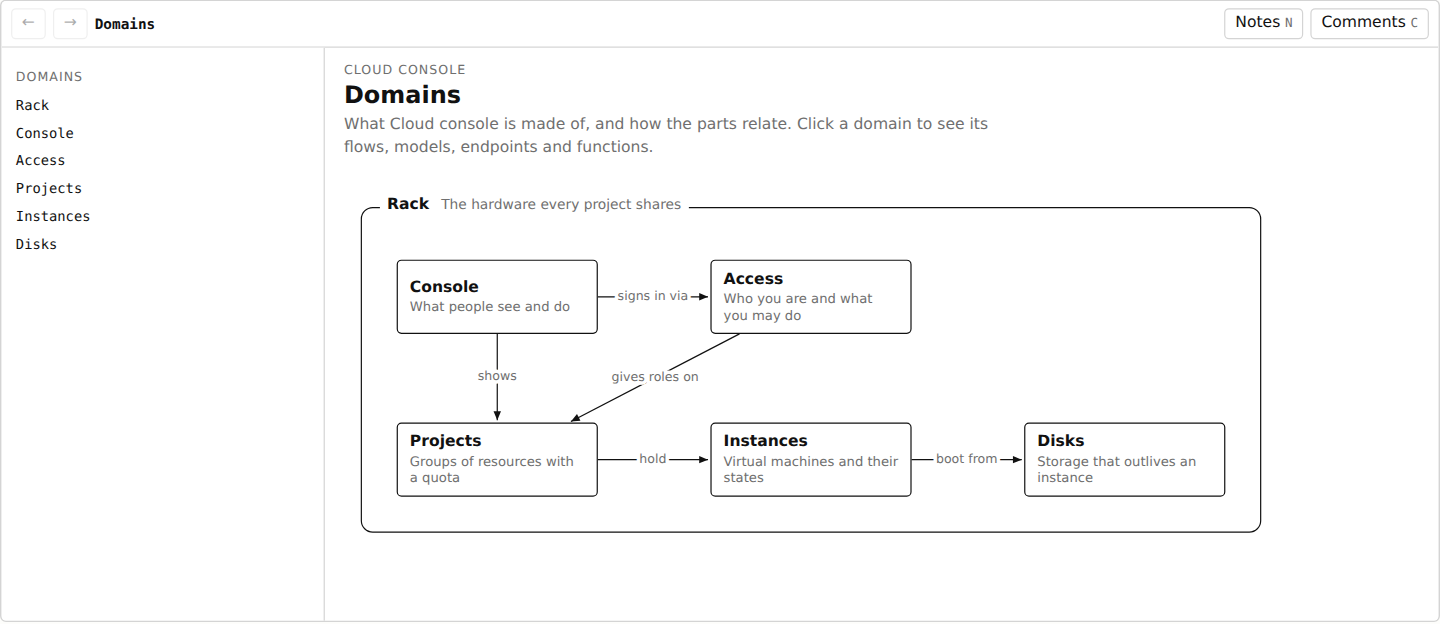 ← → Domains
Notes N
Comments C
DOMAINS
Rack
Console
Access
Projects
Instances
Disks
CLOUD CONSOLE
Domains
What Cloud console is made of, and how the parts relate. Click a domain to see its
flows, models, endpoints and functions.
Rack The hardware every project shares
Console
What people see and do
signs in via
Access
Who you are and what
you may do
shows
gives roles on
Projects
Groups of resources with
a quota
hold
Instances
Virtual machines and their
states
boot from
Disks
Storage that outlives an
instance